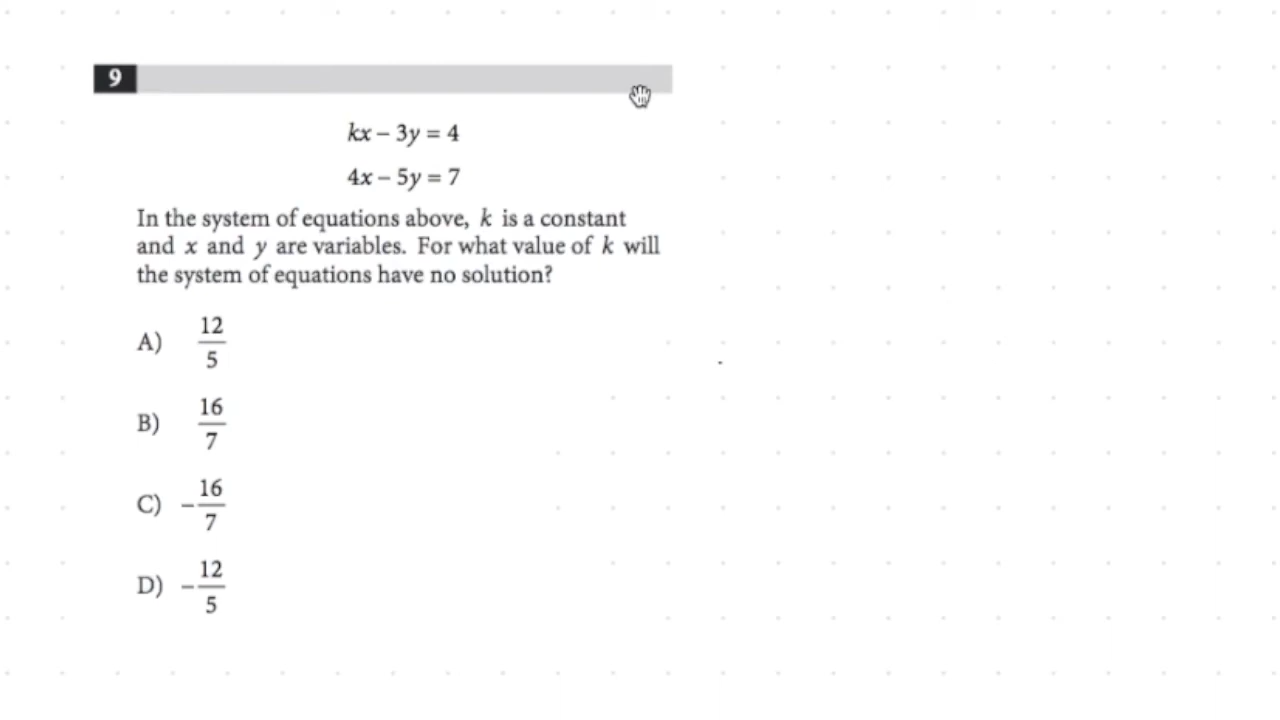 9
kx – 3y = 4
4x – 5y = 7
In the system of equations above, k is a constant
and x and y are variables. For what value of k will
the system of equations have no solution?
A) 12/5
B) 16/7
C) –16/7
D) –12/5